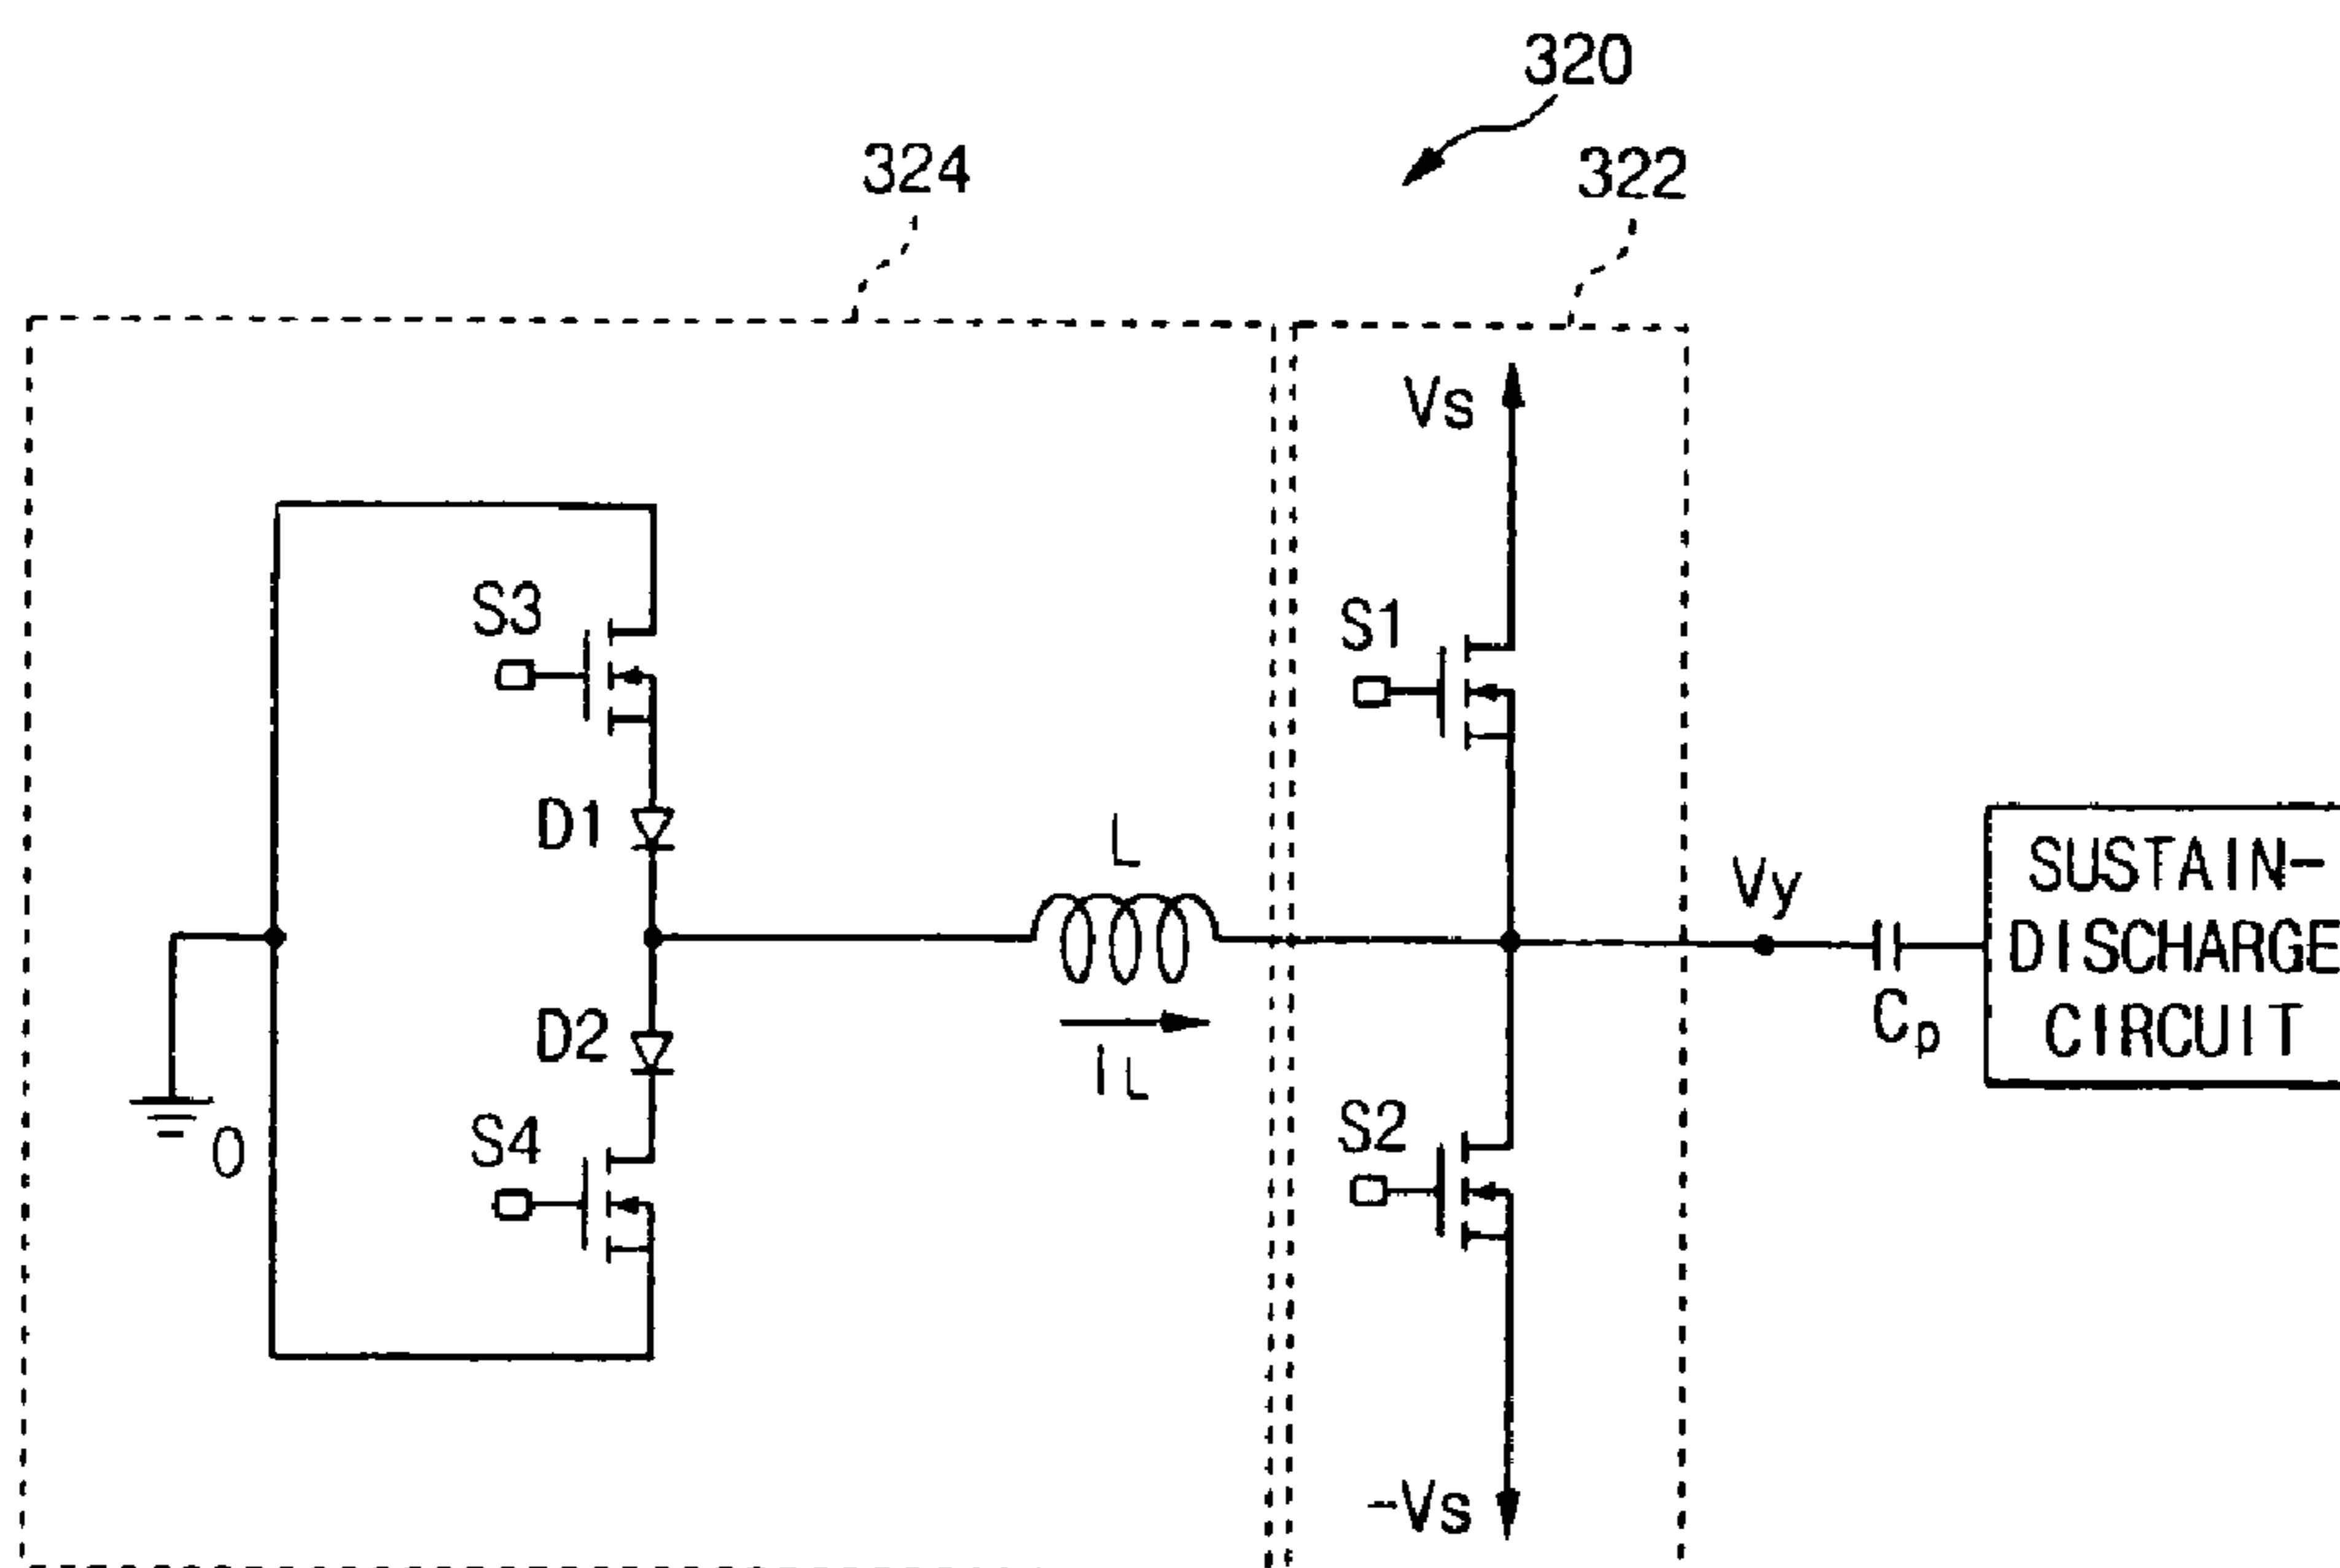 320
324
322
Vs
S3
S1
D1
L
Vy
SUSTAIN-
DISCHARGE
CIRCUIT
Cp
D2
IL
S4
0
S2
-Vs